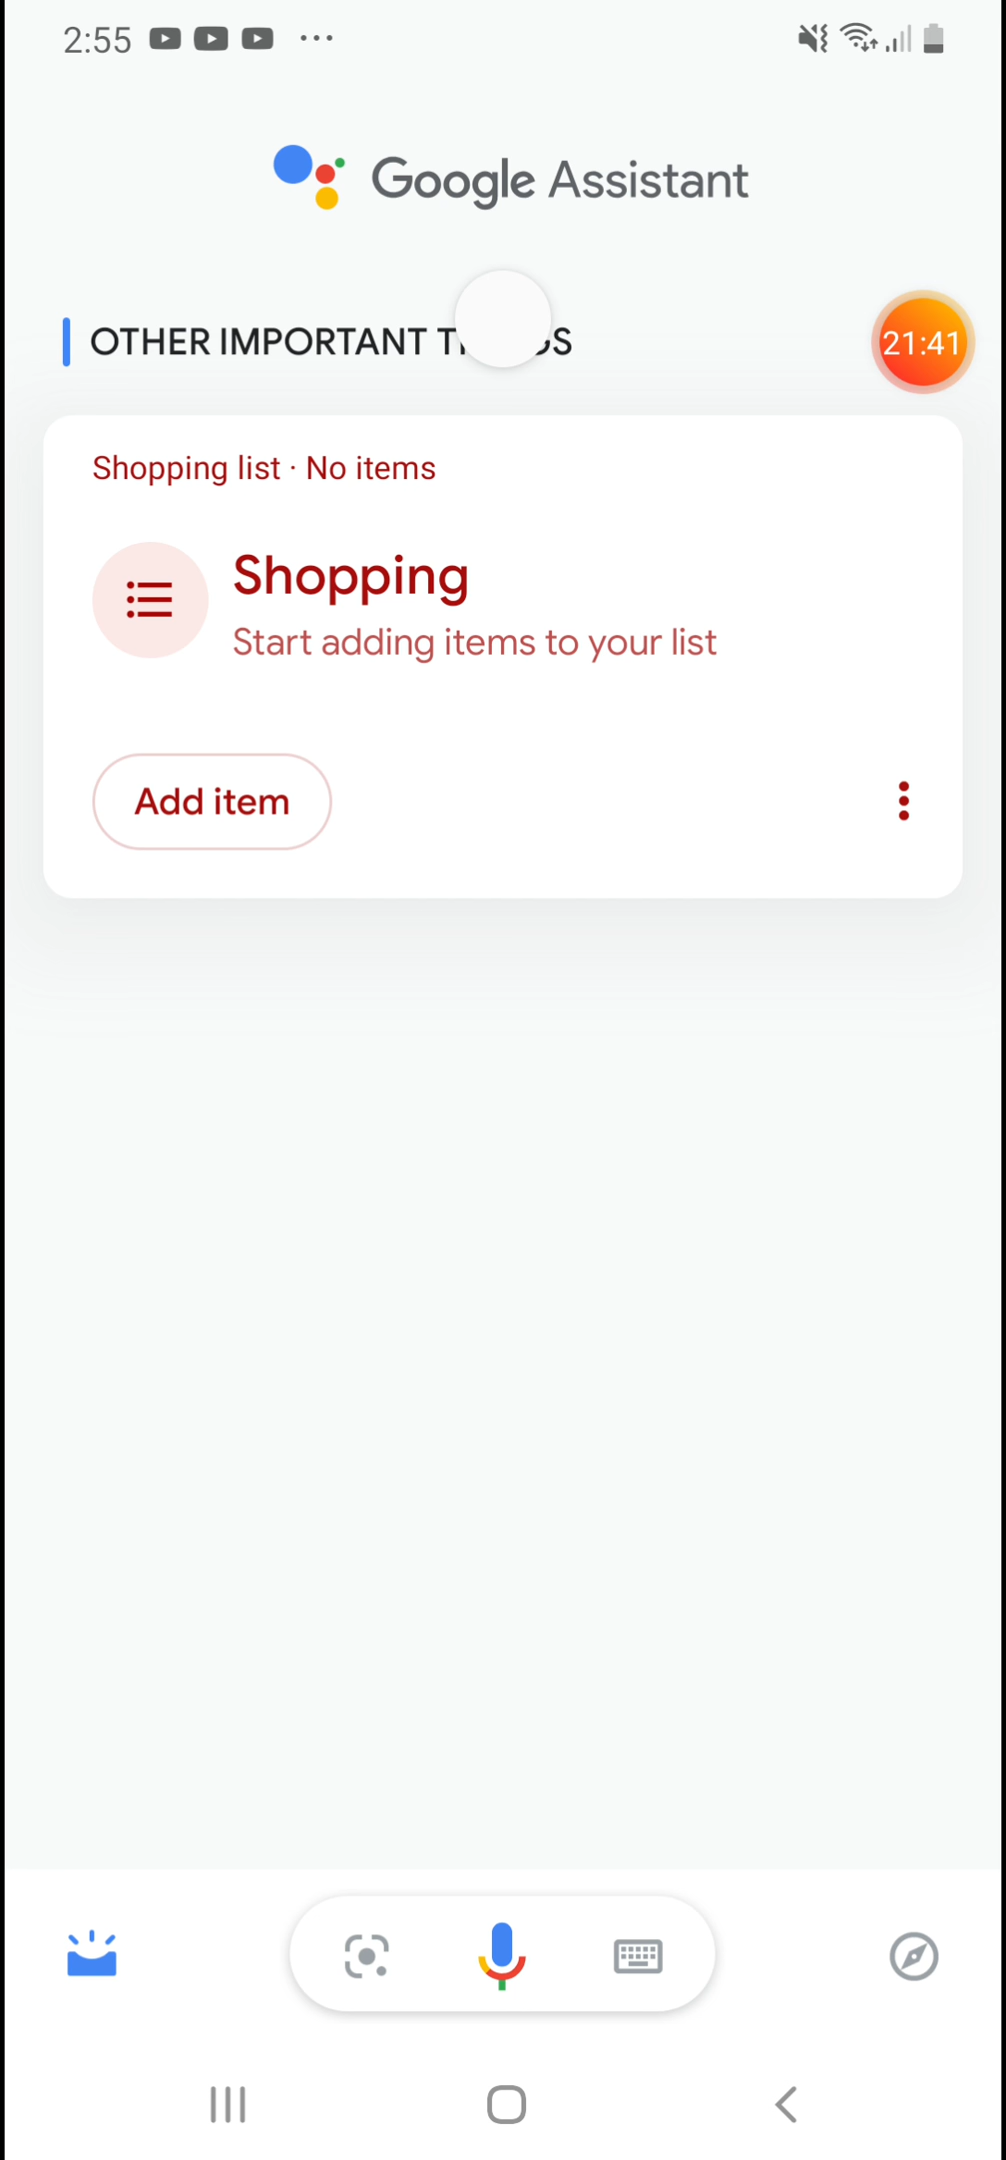 2:55
Google Assistant
OTHER IMPORTANT
21:41
Shopping list · No items
Shopping
Start adding items to your list
Add item